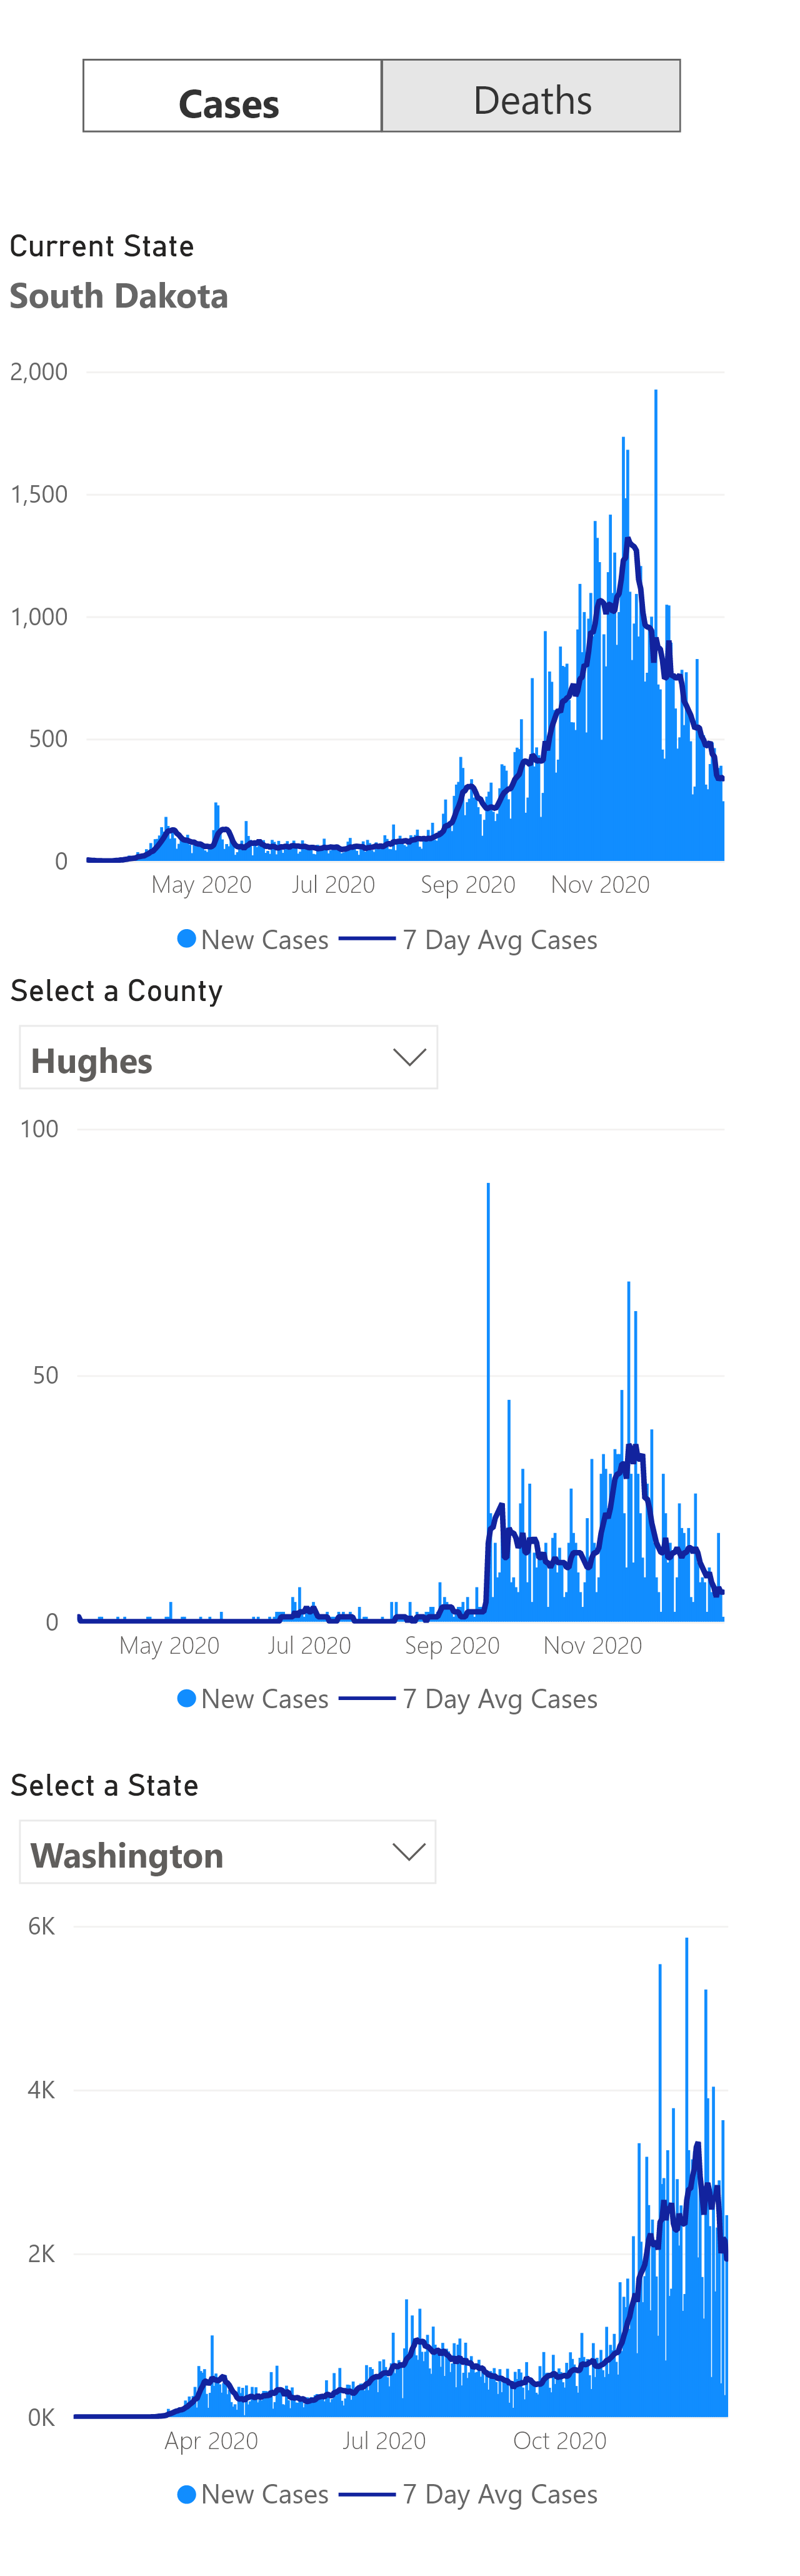 Cases Deaths
Current State
South Dakota
2,000
1,500
1,000
500
0
May 2020 Jul 2020 Sep 2020 Nov 2020
New Cases 7 Day Avg Cases
Select a County
Hughes
100
50
0
May 2020 Jul 2020 Sep 2020 Nov 2020
New Cases 7 Day Avg Cases
Select a State
Washington
6K
4K
2K
0K
Apr 2020 Jul 2020 Oct 2020
New Cases 7 Day Avg Cases